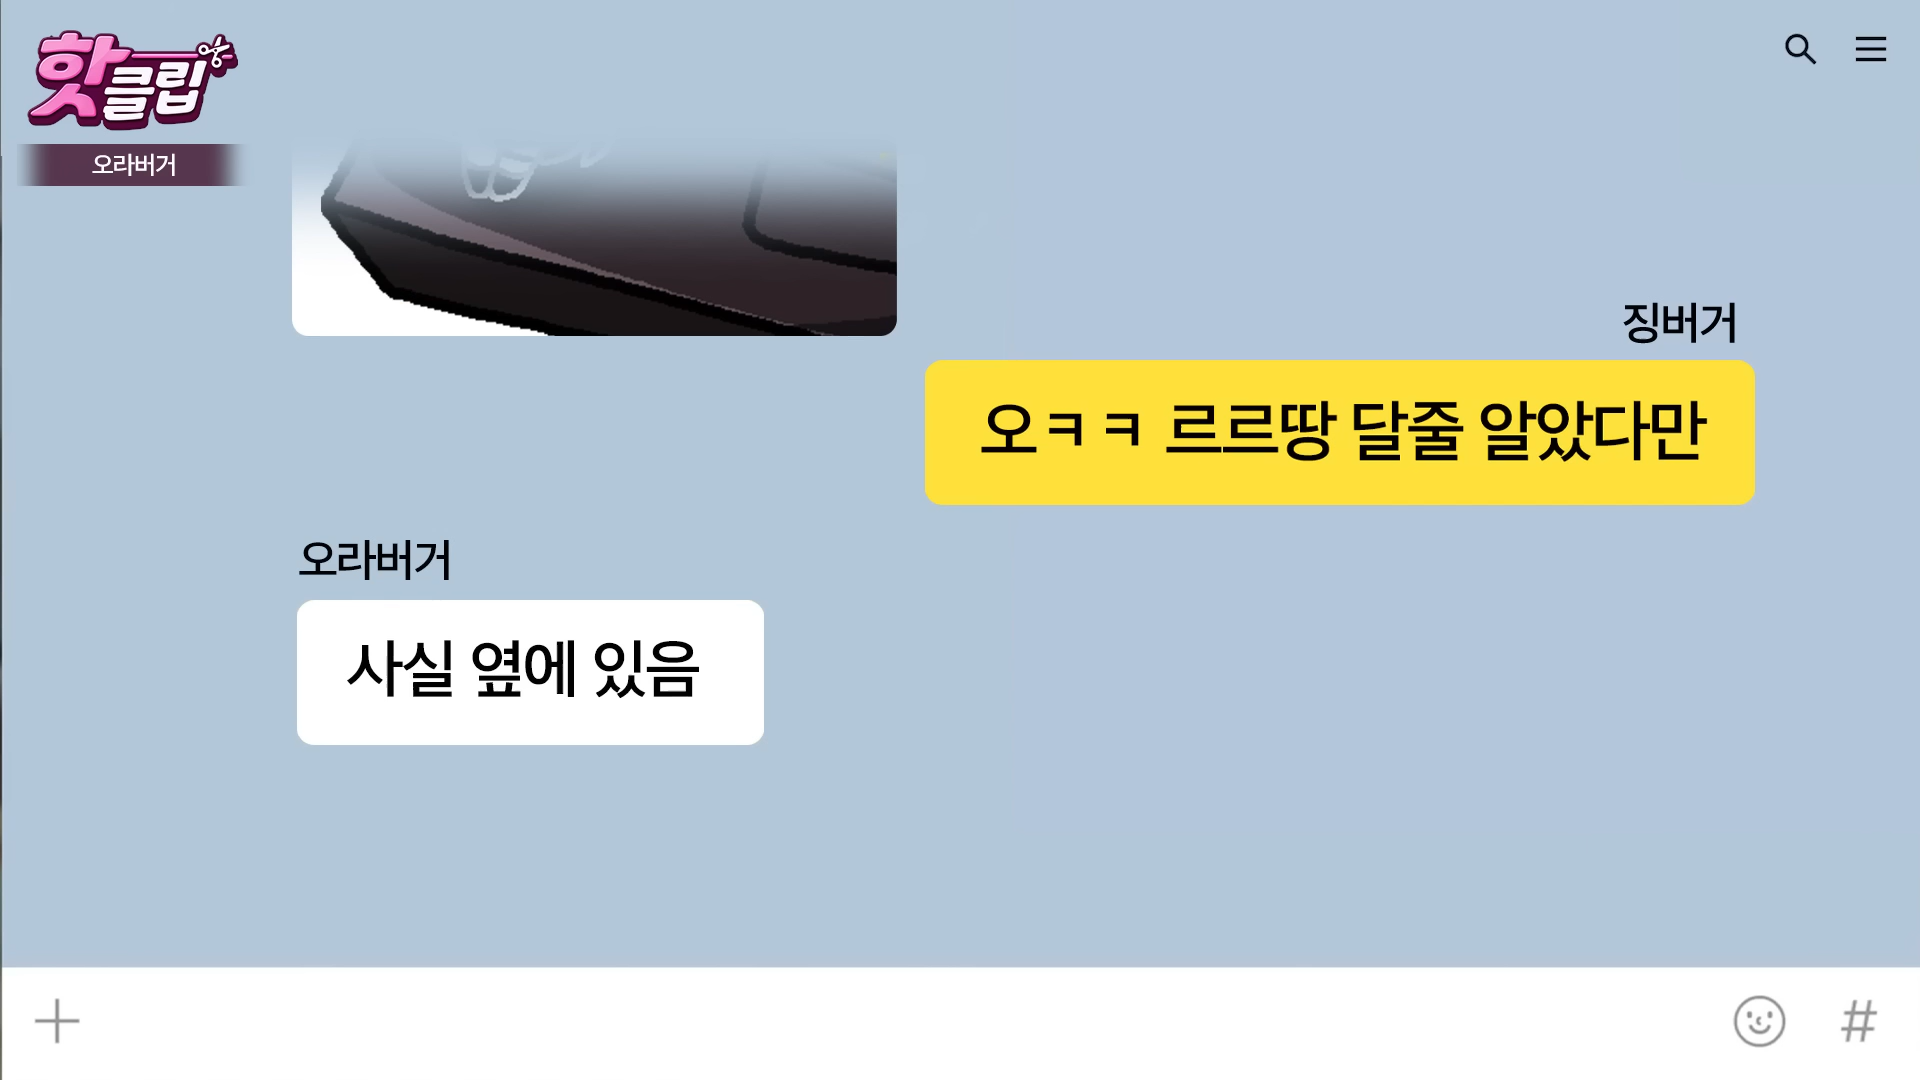 핫클립
오라버거
징버거
오ㅋㅋ 르르땅 달줄 알았다만
오라버거
사실 옆에 있음
#